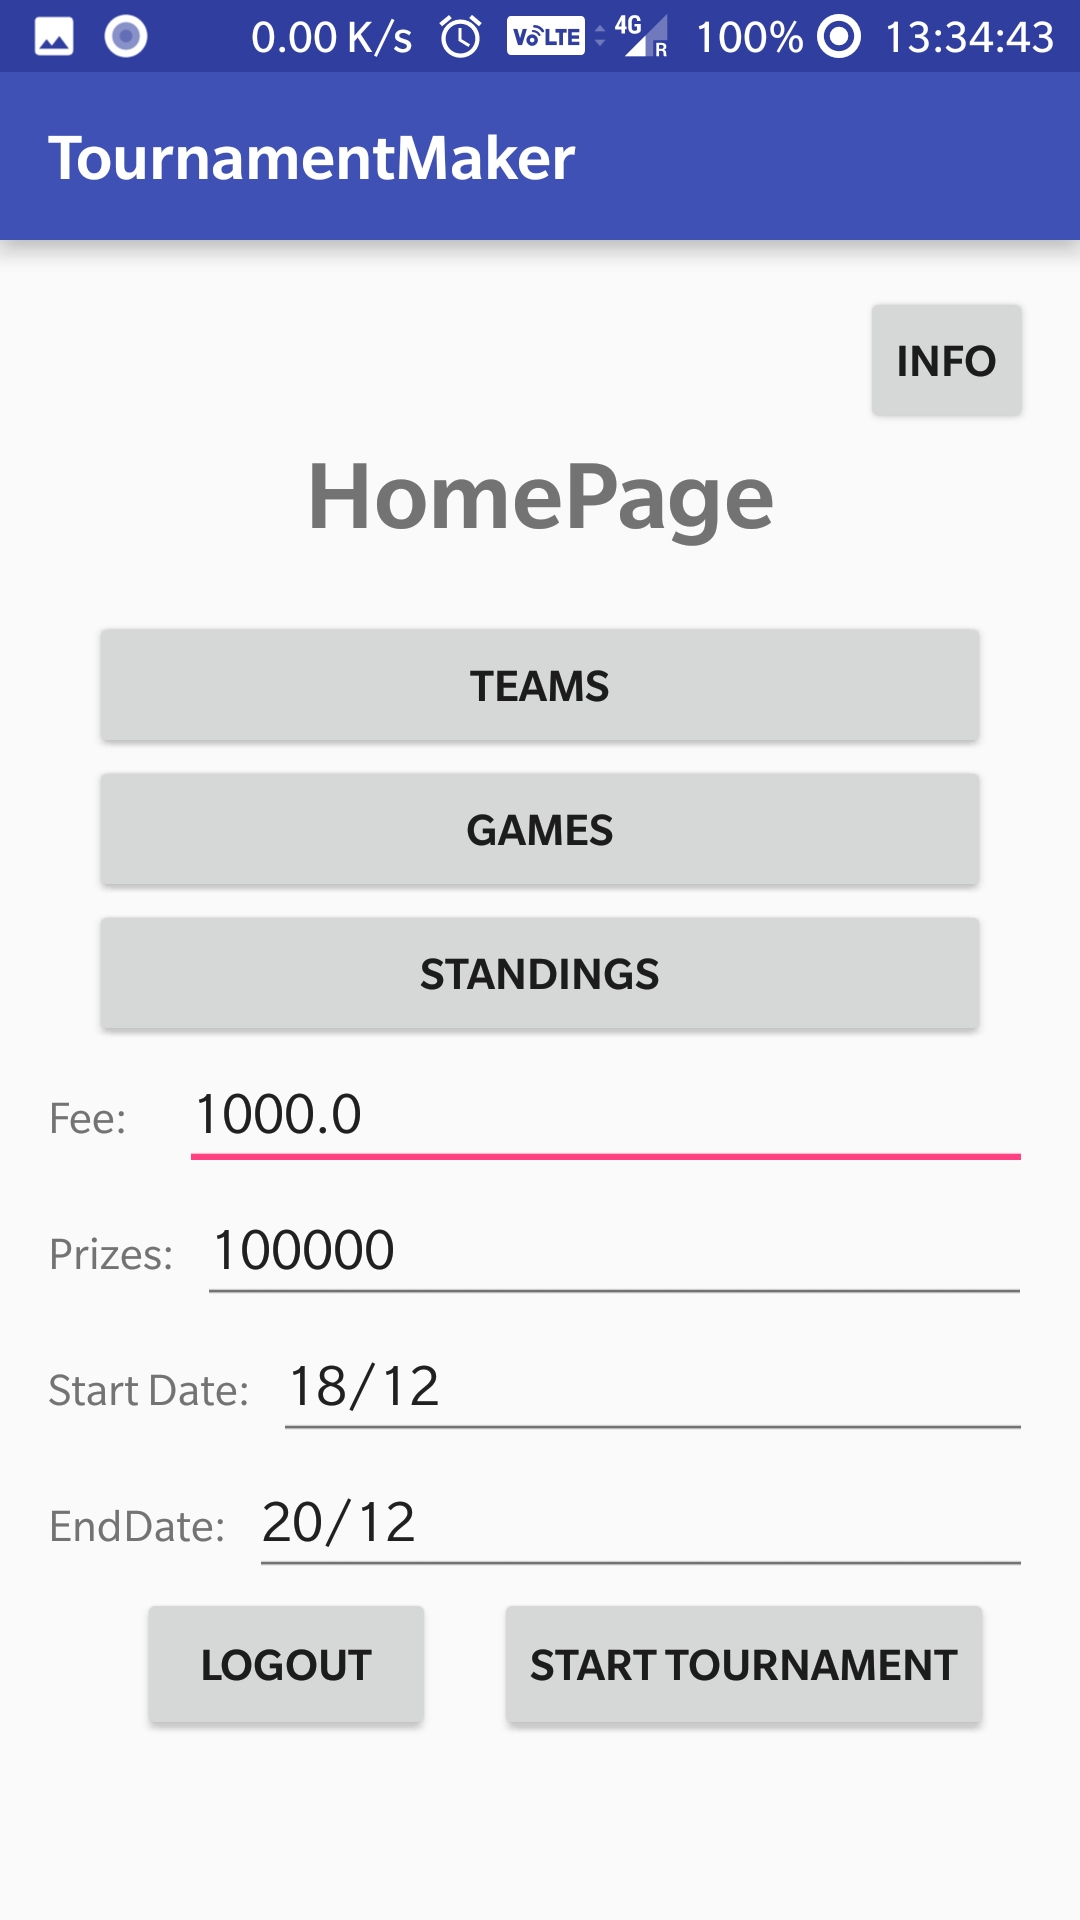 0.00 K/s VoLTE 4G R 100% 13:34:43
TournamentMaker
INFO
HomePage
TEAMS
GAMES
STANDINGS
Fee: 1000.0
Prizes: 100000
Start Date: 18/12
EndDate: 20/12
LOGOUT START TOURNAMENT